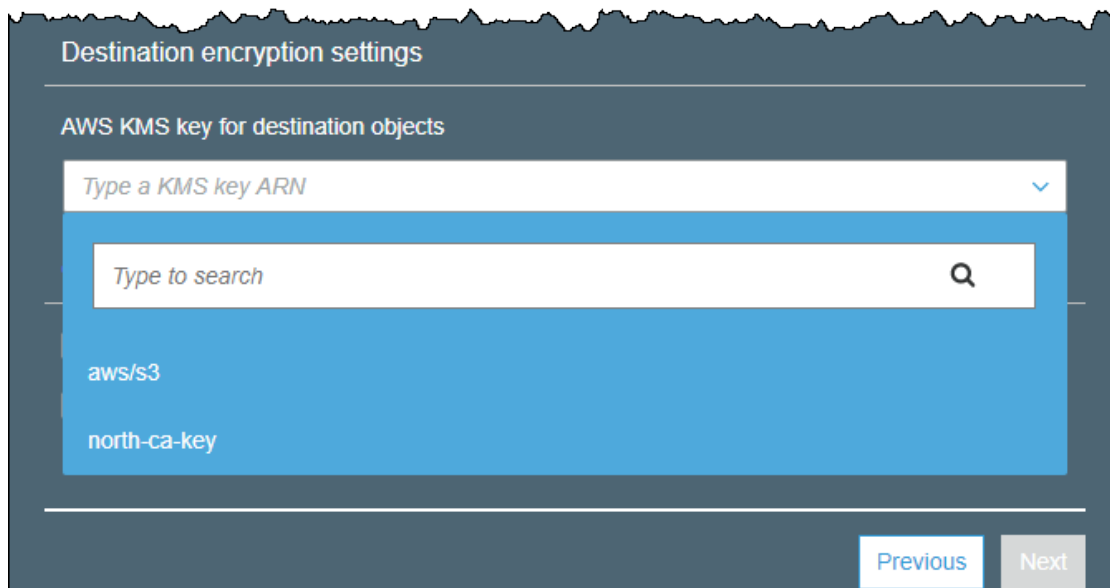 Destination encryption settings
AWS KMS key for destination objects
Type a KMS key ARN
Type to search
aws/s3
north-ca-key
Previous Next